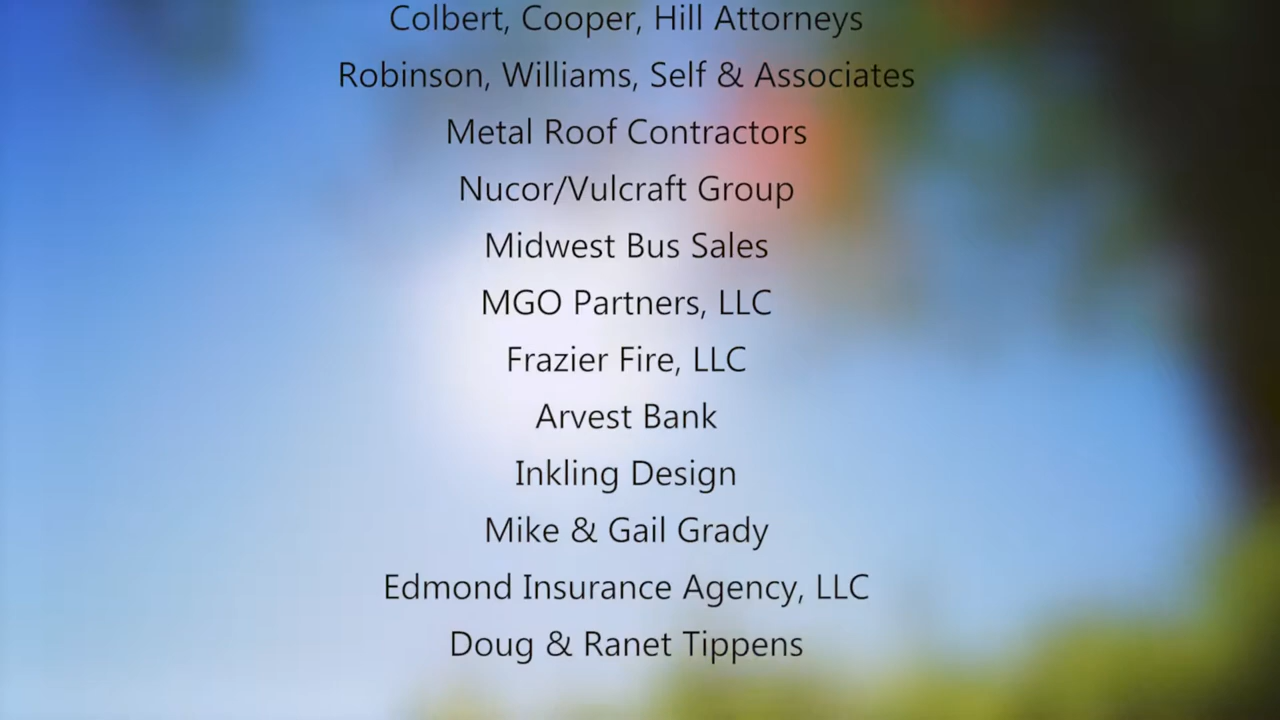 Colbert, Cooper, Hill Attorneys
Robinson, Williams, Self & Associates
Metal Roof Contractors
Nucor/Vulcraft Group
Midwest Bus Sales
MGO Partners, LLC
Frazier Fire, LLC
Arvest Bank
Inkling Design
Mike & Gail Grady
Edmond Insurance Agency, LLC
Doug & Ranet Tippens